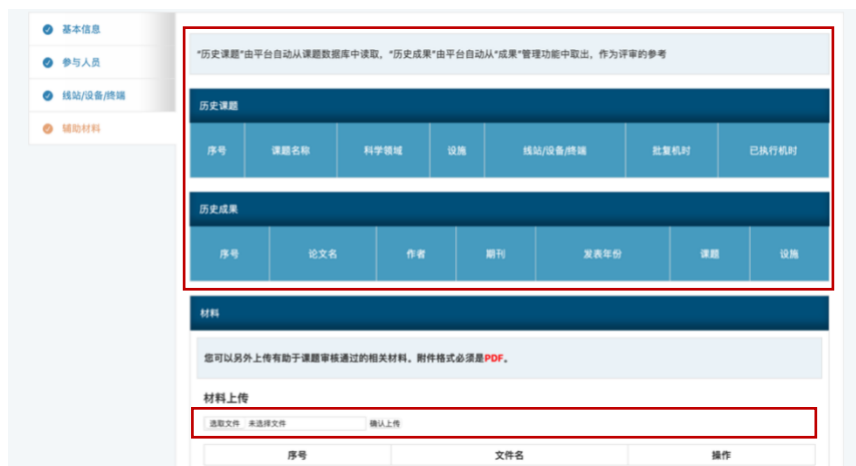 基本信息
参与人员
线站/设备/终端
辅助材料
“历史课题”由平台自动从课题数据库中读取，“历史成果”由平台自动从“成果”管理功能中取出，作为评审的参考
历史课题
序号 课题名称 科学领域 设施 线站/设备/终端 批复机时 已执行机时
历史成果
序号 论文名 作者 期刊 发表年份 课题 设施
材料
您可以另外上传有助于课题审核通过的相关材料，附件格式必须是PDF。
材料上传
选取文件 未选择文件 确认上传
序号 文件名 操作